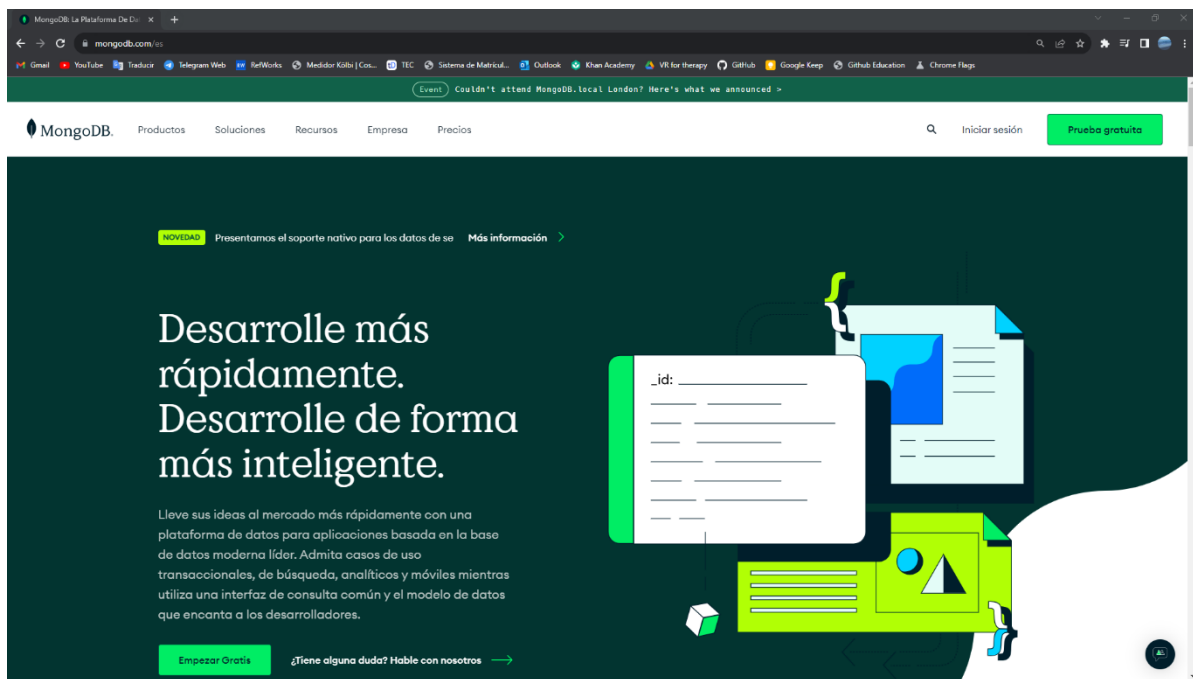 MongoDB: La Plataforma De Da
mongodb.com/es
Gmail YouTube Traducir Telegram Web RefWorks Medidor Kölbi | Cos... TEC Sistema de Matrícul... Outlook Khan Academy VR for therapy GitHub Google Keep Github Education Chrome Flags
Event Couldn't attend MongoDB.local London? Here's what we announced >
MongoDB. Productos Soluciones Recursos Empresa Precios Iniciar sesión Prueba gratuita
NOVEDAD Presentamos el soporte nativo para los datos de se Más información
Desarrolle más
rápidamente.
Desarrolle de forma
más inteligente.
_id:
Lleve sus ideas al mercado más rápidamente con una
plataforma de datos para aplicaciones basada en la base
de datos moderna líder. Admita casos de uso
transaccionales, de búsqueda, analíticos y móviles mientras
utiliza una interfaz de consulta común y el modelo de datos
que encanta a los desarrolladores.
Empezar Gratis ¿Tiene alguna duda? Hable con nosotros